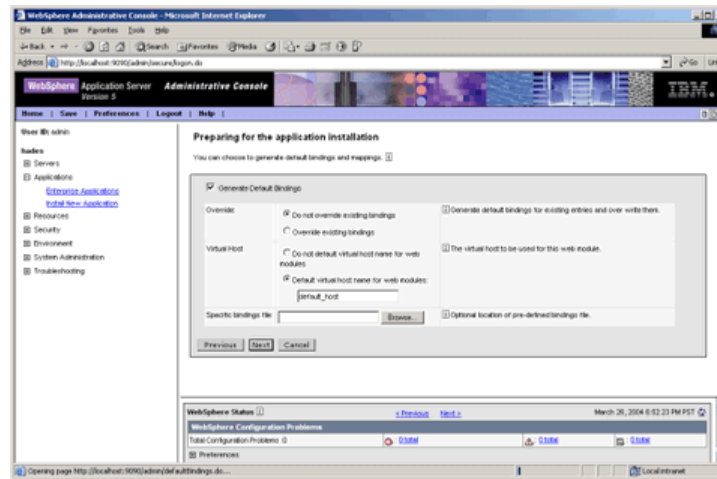 WebSphere Administrative Console - Microsoft Internet Explorer
File Edit View Favorites Tools Help
Back Search Favorites Media
Address http://localhost:9090/admin/secure/logon.do Go
WebSphere Application Server Administrative Console
Version 5
IBM.
Home | Save | Preferences | Logout | Help |
User ID: admin
hades
Servers
Applications
Enterprise Applications
Install New Application
Resources
Security
Environment
System Administration
Troubleshooting
Preparing for the application installation
You can choose to generate default bindings and mappings.
Generate Default Bindings
Override:
Do not override existing bindings
Override existing bindings
Generate default bindings for existing entries and over write them.
Virtual Host
Do not default virtual host name for web modules
Default virtual host name for web modules:
default_host
The virtual host to be used for this web module.
Specific bindings file:
Browse...
Optional location of pre-defined bindings file.
Previous Next Cancel
WebSphere Status < Previous Next > March 26, 2004 6:52:23 PM PST
WebSphere Configuration Problems
Total Configuration Problems :0 0 total 0 total 0 total
Preferences
Opening page http://localhost:9090/admin/defaultBindings.do...
Local intranet